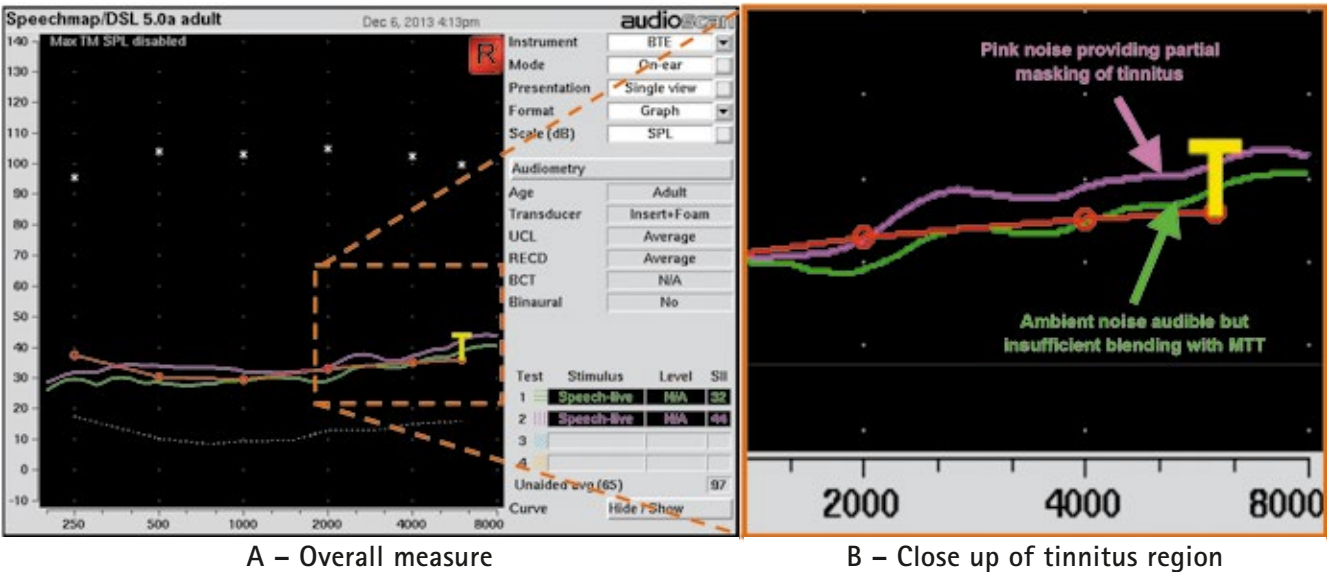 Speechmap/DSL 5.0a adult
Dec 6, 2013 4:13pm
audioscan
Max TM SPL disabled
R
140
130
120
110
100
90
80
70
60
50
40
30
20
10
0
-10
250 500 1000 2000 4000 8000
Instrument BTE
Mode On-ear
Presentation Single view
Format Graph
Scale (dB) SPL
Audiometry
Age Adult
Transducer Insert+Foam
UCL Average
RECD Average
BCT N/A
Binaural No
Test Stimulus Level SII
1 Speech-live N/A 32
2 Speech-live N/A 44
3
4
Unaided avg (65) 97
Curve Hide / Show
T
A – Overall measure
Pink noise providing partial
masking of tinnitus
T
Ambient noise audible but
insufficient blending with MTT
2000 4000 8000
B – Close up of tinnitus region